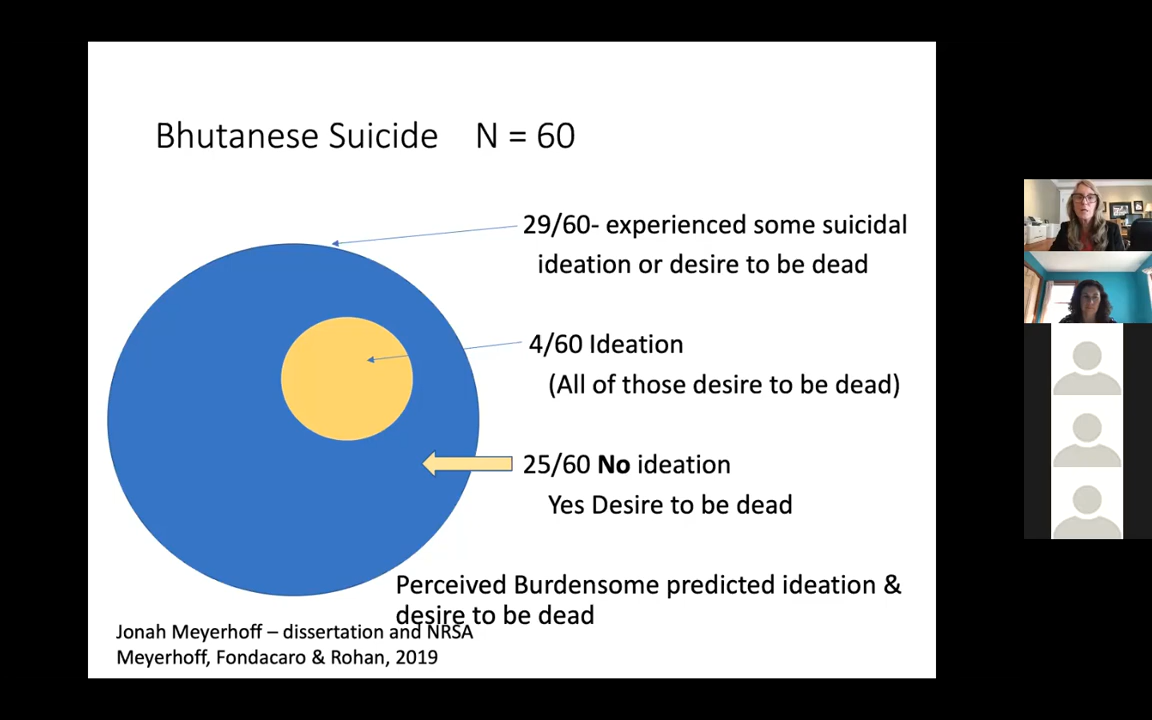 Bhutanese Suicide N = 60
29/60- experienced some suicidal
ideation or desire to be dead
4/60 Ideation
(All of those desire to be dead)
25/60 No ideation
Yes Desire to be dead
Perceived Burdensome predicted ideation &
desire to be dead
Jonah Meyerhoff – dissertation and NRSA
Meyerhoff, Fondacaro & Rohan, 2019